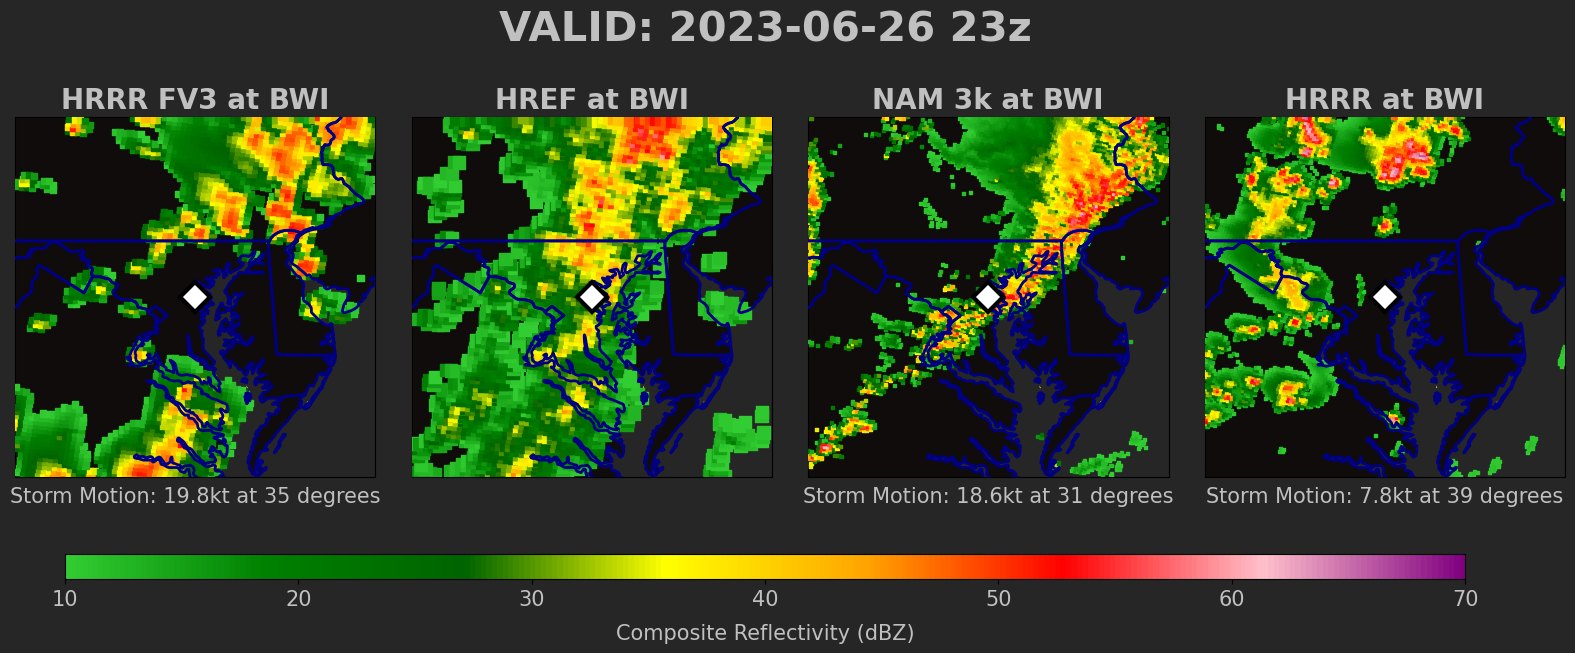 VALID: 2023-06-26 23z
HRRR FV3 at BWI
HREF at BWI
NAM 3k at BWI
HRRR at BWI
Storm Motion: 19.8kt at 35 degrees
Storm Motion: 18.6kt at 31 degrees
Storm Motion: 7.8kt at 39 degrees
10 20 30 40 50 60 70
Composite Reflectivity (dBZ)